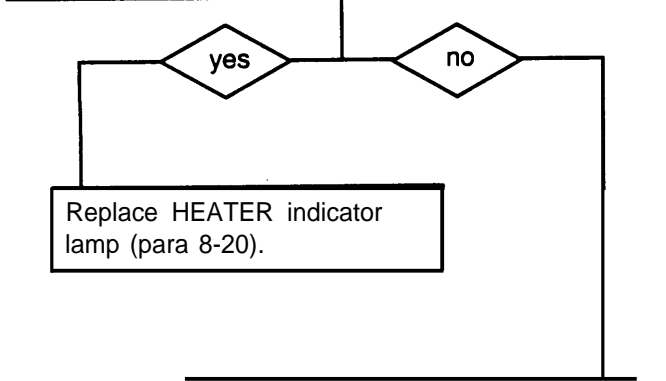 yes
no
Replace HEATER indicator
lamp (para 8-20).